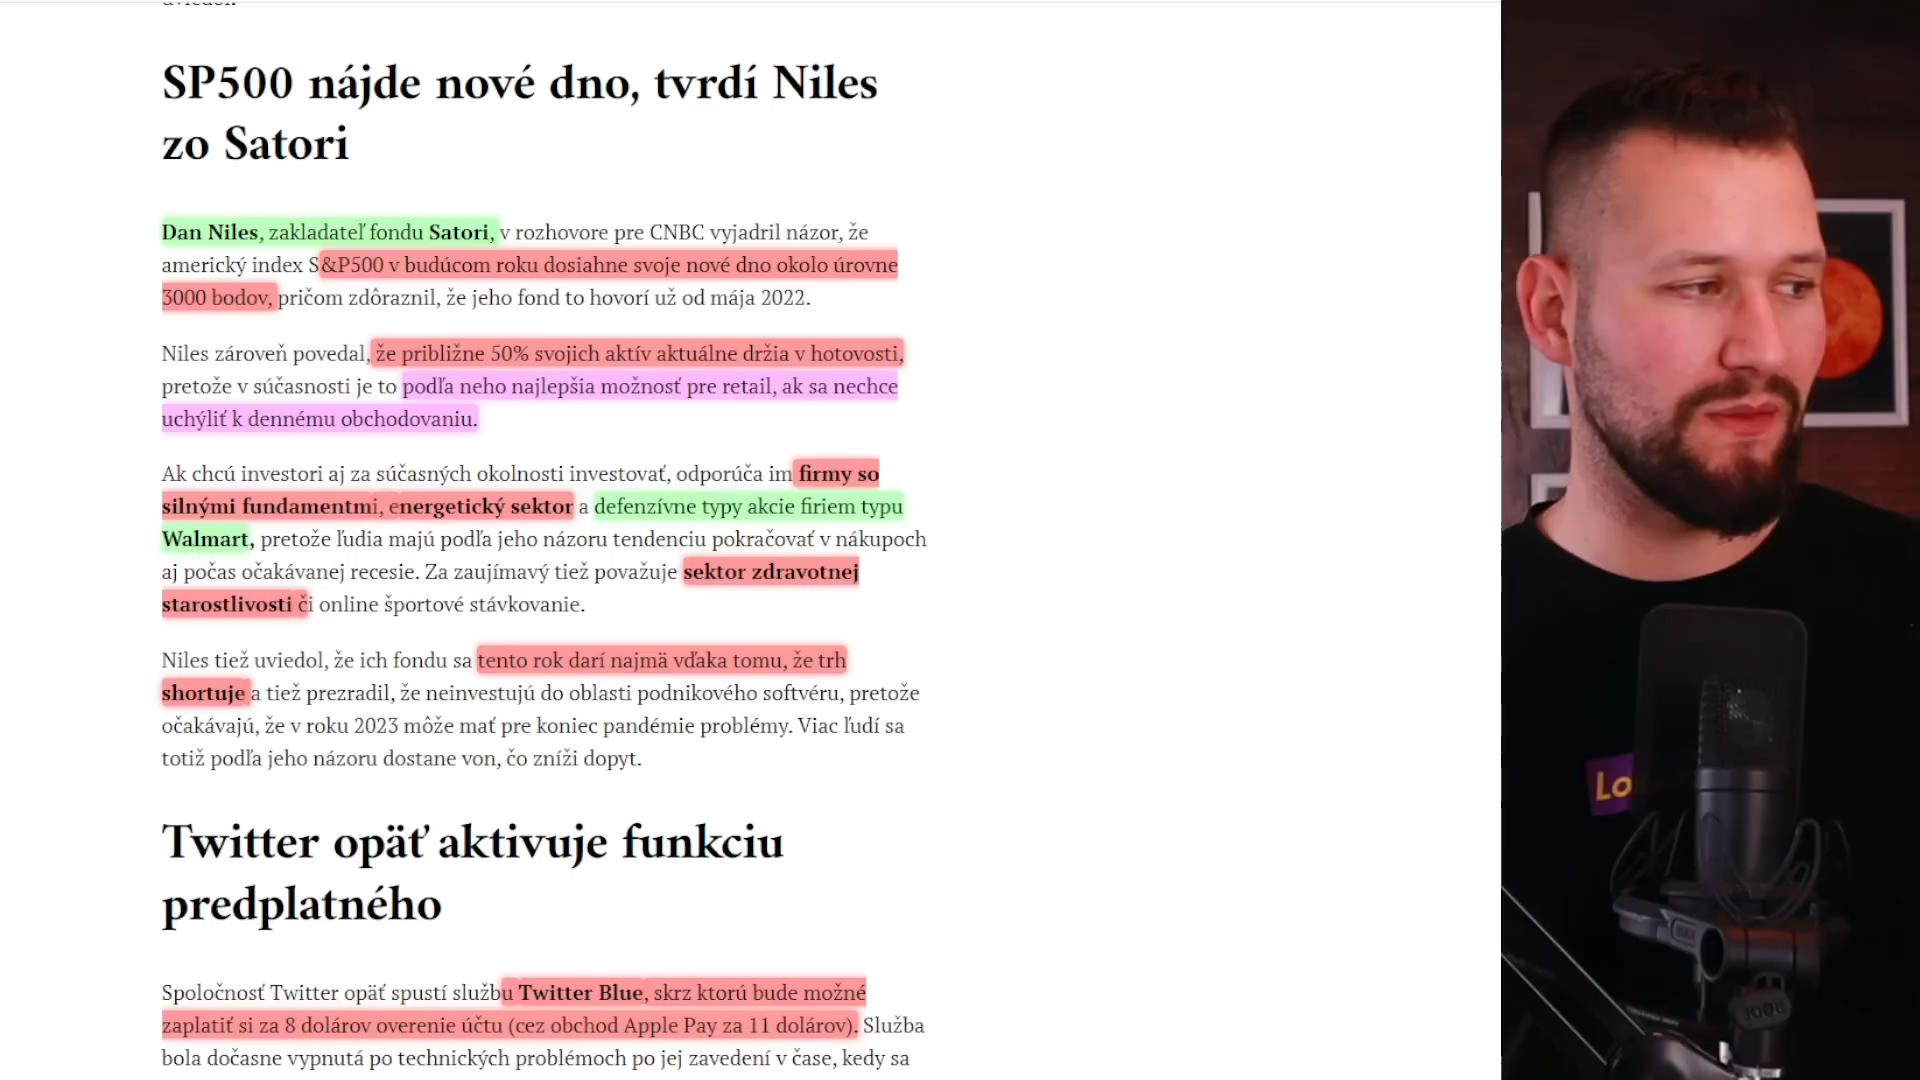 SP500 nájde nové dno, tvrdí Niles
zo Satori
Dan Niles, zakladateľ fondu Satori, v rozhovore pre CNBC vyjadril názor, že
americký index S&P500 v budúcom roku dosiahne svoje nové dno okolo úrovne
3000 bodov, pričom zdôraznil, že jeho fond to hovorí už od mája 2022.
Niles zároveň povedal, že približne 50% svojich aktív aktuálne držia v hotovosti,
pretože v súčasnosti je to podľa neho najlepšia možnosť pre retail, ak sa nechce
uchýliť k dennému obchodovaniu.
Ak chcú investori aj za súčasných okolnosti investovať, odporúča im firmy so
silnými fundamentmi, energetický sektor a defenzívne typy akcie firiem typu
Walmart, pretože ľudia majú podľa jeho názoru tendenciu pokračovať v nákupoch
aj počas očakávanej recesie. Za zaujímavý tiež považuje sektor zdravotnej
starostlivosti či online športové stávkovanie.
Niles tiež uviedol, že ich fondu sa tento rok darí najmä vďaka tomu, že trh
shortuje a tiež prezradil, že neinvestujú do oblasti podnikového softvéru, pretože
očakávajú, že v roku 2023 môže mať pre koniec pandémie problémy. Viac ľudí sa
totiž podľa jeho názoru dostane von, čo zníži dopyt.
Twitter opäť aktivuje funkciu
predplatného
Spoločnosť Twitter opäť spustí službu Twitter Blue, skrz ktorú bude možné
zaplatiť si za 8 dolárov overenie účtu (cez obchod Apple Pay za 11 dolárov). Služba
bola dočasne vypnutá po technických problémoch po jej zavedení v čase, kedy sa
Lo
JOBY